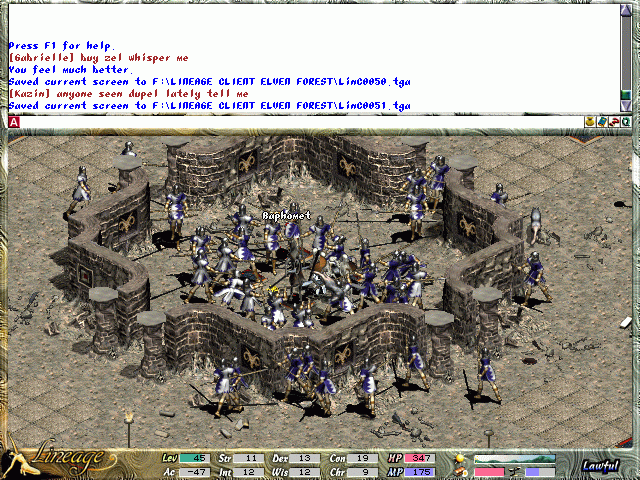 Press F1 for help.
[Gabrielle] buy zel whisper me
You feel much better.
Saved current screen to F:\LINEAGE CLIENT ELVEN FOREST\LinC0050.tga
[Kazin] anyone seen dupel lately tell me
Saved current screen to F:\LINEAGE CLIENT ELVEN FOREST\LinC0051.tga
A
Baphomet
Lineage
Lev 45 Str 11 Dex 13 Con 19 HP 347
Ac -47 Int 12 Wis 12 Chr 9 MP 175
Lawful